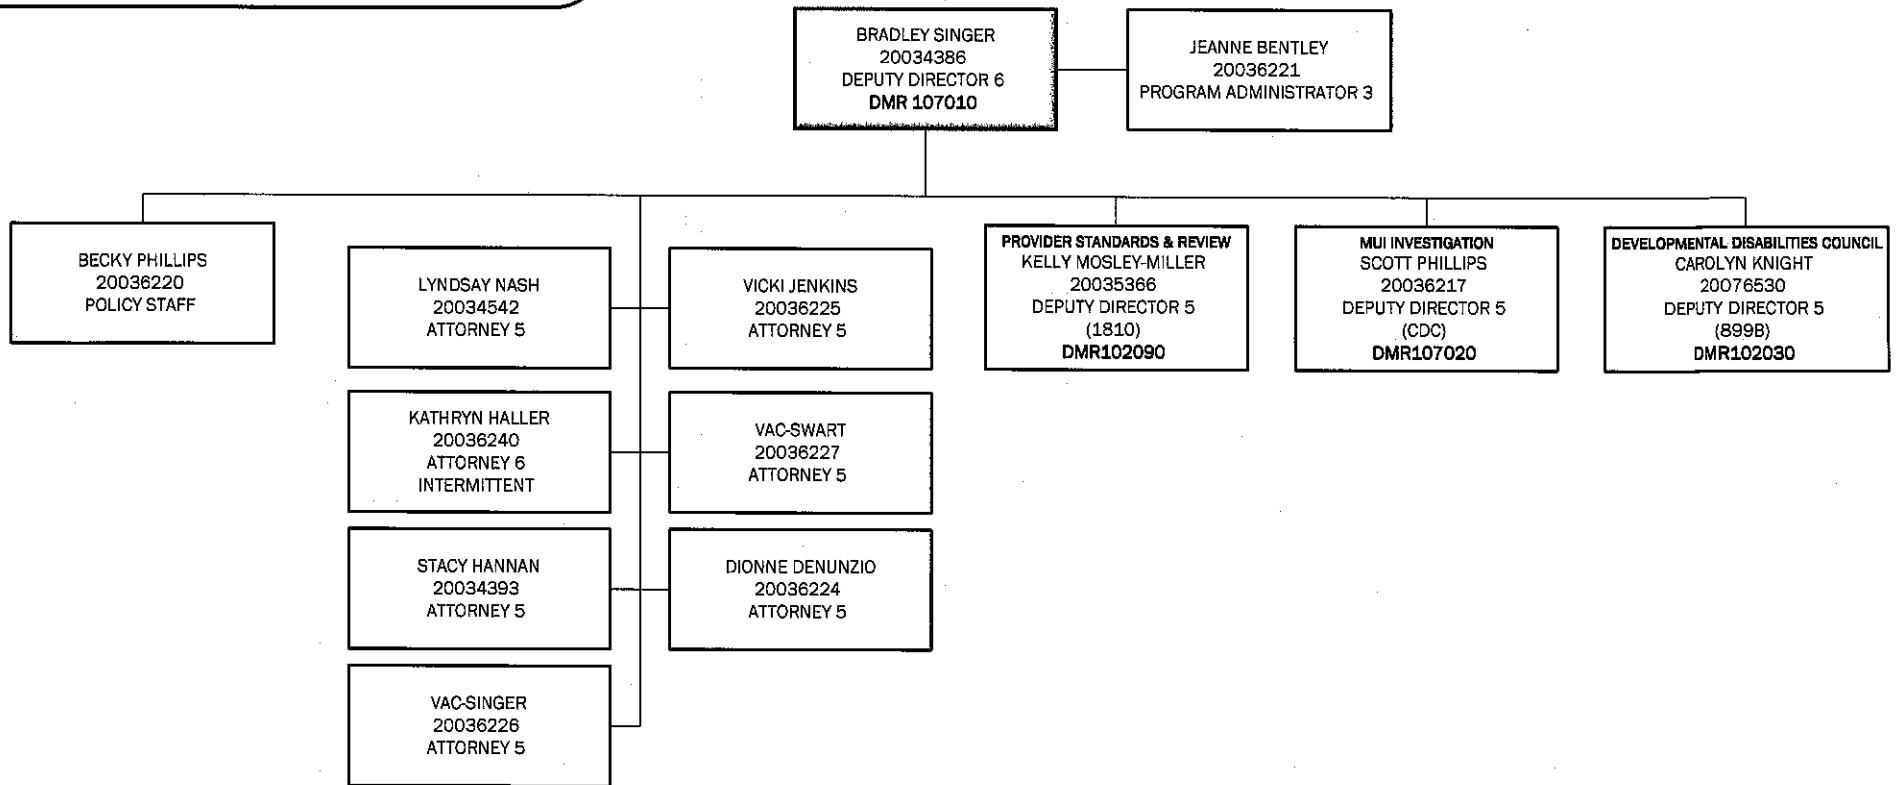 BRADLEY SINGER
20034386
DEPUTY DIRECTOR 6
DMR 107010
JEANNE BENTLEY
20036221
PROGRAM ADMINISTRATOR 3
BECKY PHILLIPS
20036220
POLICY STAFF
LYNDSAY NASH
20034542
ATTORNEY 5
VICKI JENKINS
20036225
ATTORNEY 5
KATHRYN HALLER
20036240
ATTORNEY 6
INTERMITTENT
VAC-SWART
20036227
ATTORNEY 5
STACY HANNAN
20034393
ATTORNEY 5
DIONNE DENUNZIO
20036224
ATTORNEY 5
VAC-SINGER
20036226
ATTORNEY 5
PROVIDER STANDARDS & REVIEW
KELLY MOSLEY-MILLER
20035366
DEPUTY DIRECTOR 5
(1810)
DMR102090
MUI INVESTIGATION
SCOTT PHILLIPS
20036217
DEPUTY DIRECTOR 5
(CDC)
DMR107020
DEVELOPMENTAL DISABILITIES COUNCIL
CAROLYN KNIGHT
20076530
DEPUTY DIRECTOR 5
(899B)
DMR102030